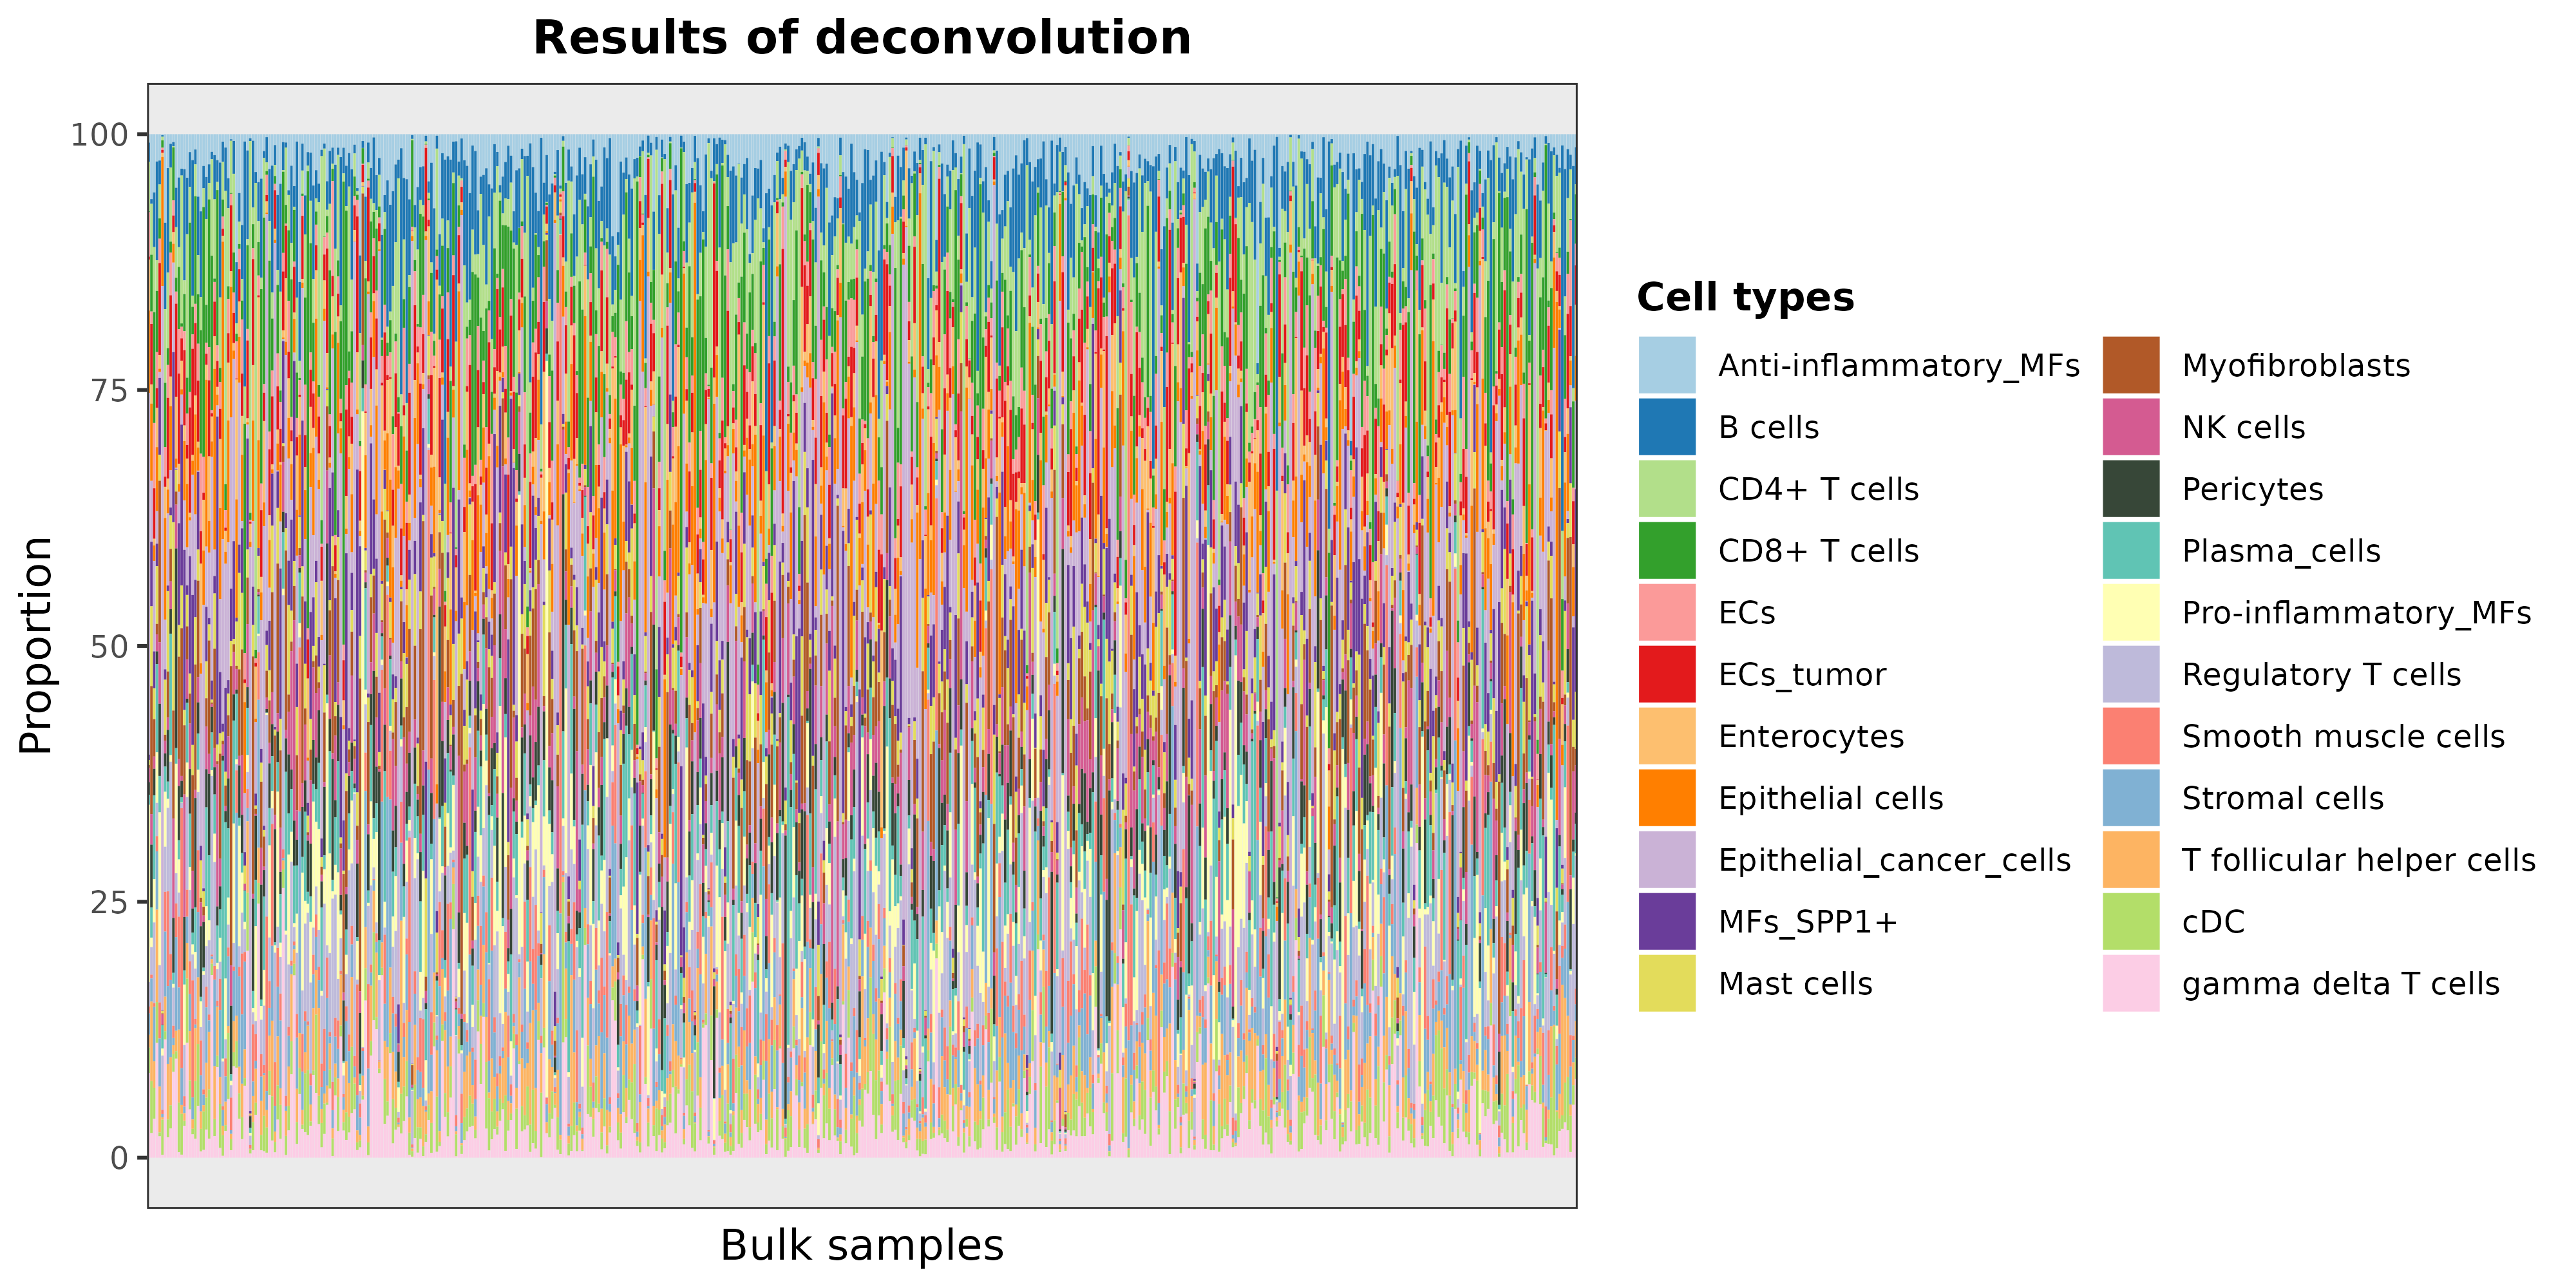 Results of deconvolution
100
75
50
25
0
Proportion
Bulk samples
Cell types
Anti-inflammatory_MFs
B cells
CD4+ T cells
CD8+ T cells
ECs
ECs_tumor
Enterocytes
Epithelial cells
Epithelial_cancer_cells
MFs_SPP1+
Mast cells
Myofibroblasts
NK cells
Pericytes
Plasma_cells
Pro-inflammatory_MFs
Regulatory T cells
Smooth muscle cells
Stromal cells
T follicular helper cells
cDC
gamma delta T cells